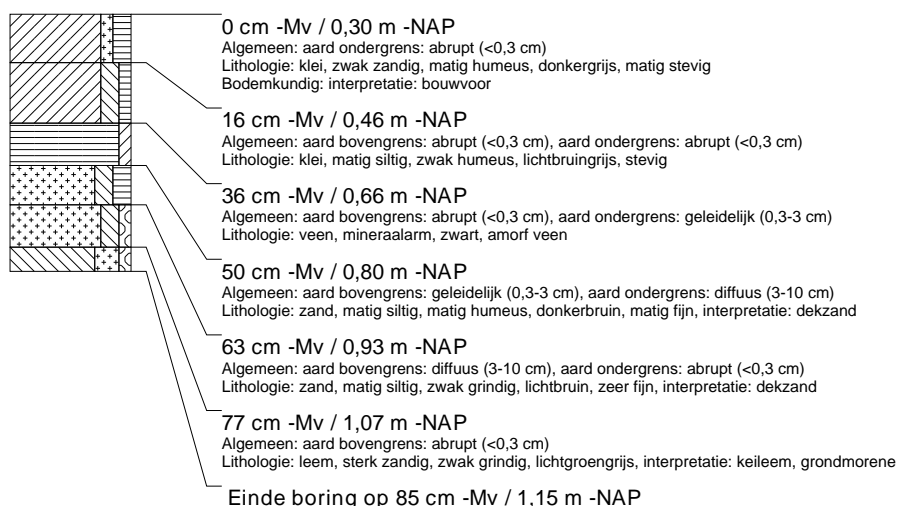 0 cm -Mv / 0,30 m -NAP
Algemeen: aard ondergrens: abrupt (<0,3 cm)
Lithologie: klei, zwak zandig, matig humeus, donkergrijs, matig stevig
Bodemkundig: interpretatie: bouwvoor
16 cm -Mv / 0,46 m -NAP
Algemeen: aard bovengrens: abrupt (<0,3 cm), aard ondergrens: abrupt (<0,3 cm)
Lithologie: klei, matig siltig, zwak humeus, lichtbruingrijs, stevig
36 cm -Mv / 0,66 m -NAP
Algemeen: aard bovengrens: abrupt (<0,3 cm), aard ondergrens: geleidelijk (0,3-3 cm)
Lithologie: veen, mineraalarm, zwart, amorf veen
50 cm -Mv / 0,80 m -NAP
Algemeen: aard bovengrens: geleidelijk (0,3-3 cm), aard ondergrens: diffuus (3-10 cm)
Lithologie: zand, matig siltig, matig humeus, donkerbruin, matig fijn, interpretatie: dekzand
63 cm -Mv / 0,93 m -NAP
Algemeen: aard bovengrens: diffuus (3-10 cm), aard ondergrens: abrupt (<0,3 cm)
Lithologie: zand, matig siltig, zwak grindig, lichtbruin, zeer fijn, interpretatie: dekzand
77 cm -Mv / 1,07 m -NAP
Algemeen: aard bovengrens: abrupt (<0,3 cm)
Lithologie: leem, sterk zandig, zwak grindig, lichtgroengrijs, interpretatie: keileem, grondmorene
Einde boring op 85 cm -Mv / 1,15 m -NAP